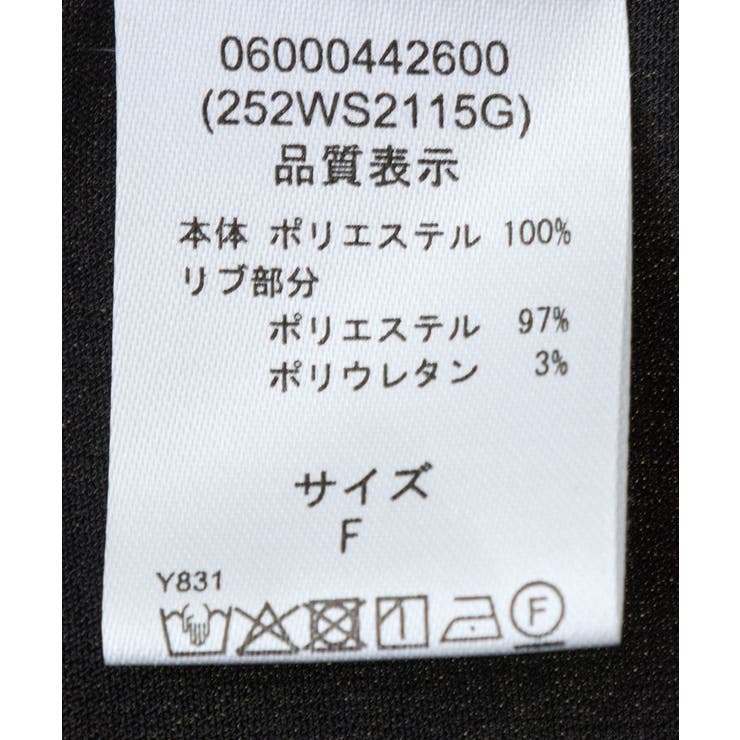 06000442600
(252WS2115G)
品質表示
本体 ポリエステル 100%
リブ部分
ポリエステル 97%
ポリウレタン 3%
サイズ
F
Y831
F